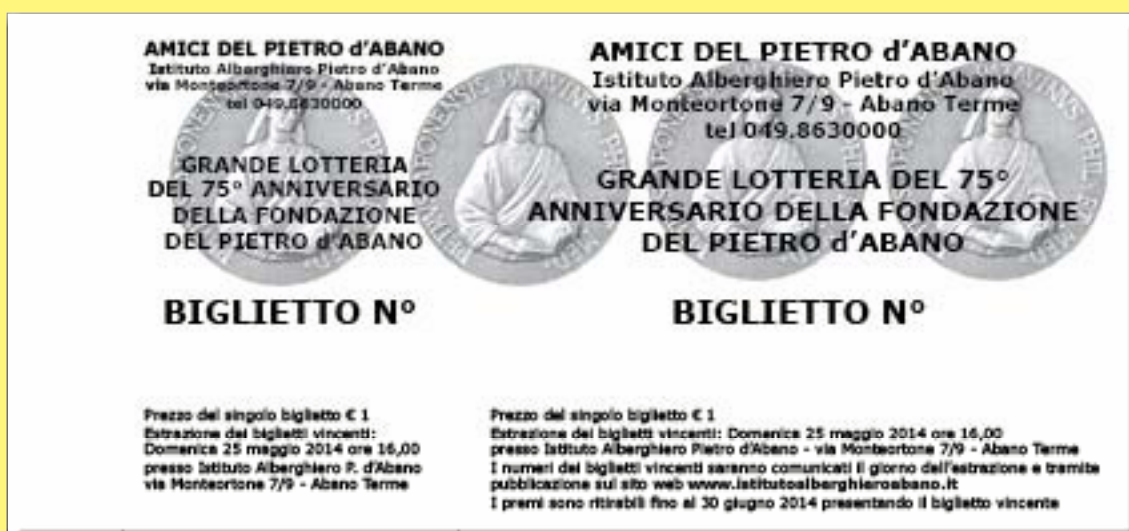 AMICI DEL PIETRO d'ABANO
Istituto Alberghiero Pietro d'Abano
via Monteortone 7/9 - Abano Terme
tel 049.8630000
GRANDE LOTTERIA
DEL 75° ANNIVERSARIO
DELLA FONDAZIONE
DEL PIETRO d'ABANO
BIGLIETTO N°
Prezzo del singolo biglietto € 1
Estrazione dei biglietti vincenti:
Domenica 25 maggio 2014 ore 16,00
presso Istituto Alberghiero P. d'Abano
via Monteortone 7/9 - Abano Terme
AMICI DEL PIETRO d'ABANO
Istituto Alberghiero Pietro d'Abano
via Monteortone 7/9 - Abano Terme
tel 049.8630000
GRANDE LOTTERIA DEL 75°
ANNIVERSARIO DELLA FONDAZIONE
DEL PIETRO d'ABANO
BIGLIETTO N°
Prezzo del singolo biglietto € 1
Estrazione dei biglietti vincenti: Domenica 25 maggio 2014 ore 16,00
presso Istituto Alberghiero Pietro d'Abano - via Monteortone 7/9 - Abano Terme
I numeri dei biglietti vincenti saranno comunicati il giorno dell'estrazione e tramite
pubblicazione sul sito web www.istitutoalberghieroabano.it
I premi sono ritirabili fino al 30 giugno 2014 presentando il biglietto vincente